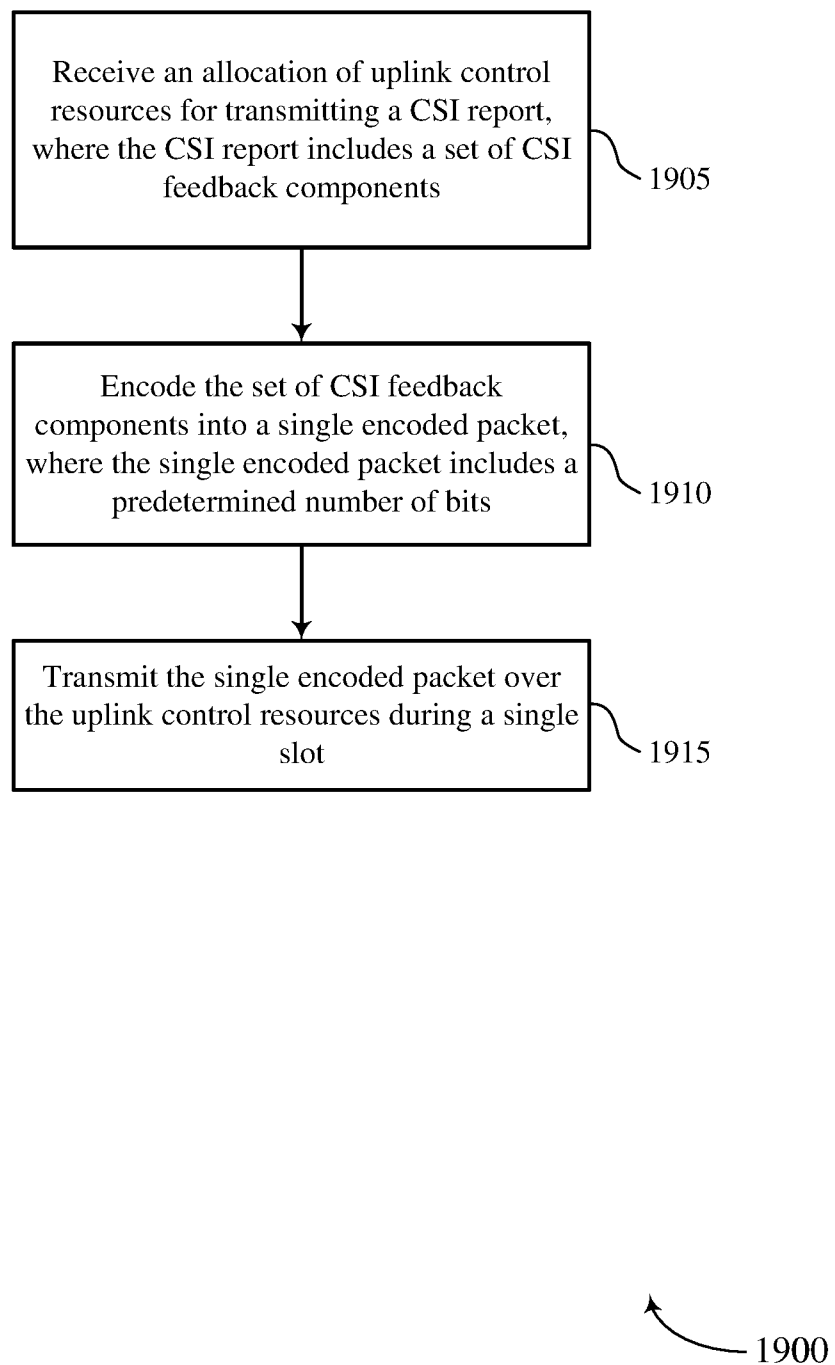 Receive an allocation of uplink control
resources for transmitting a CSI report,
where the CSI report includes a set of CSI
feedback components
1905
Encode the set of CSI feedback
components into a single encoded packet,
where the single encoded packet includes a
predetermined number of bits
1910
Transmit the single encoded packet over
the uplink control resources during a single
slot
1915
1900